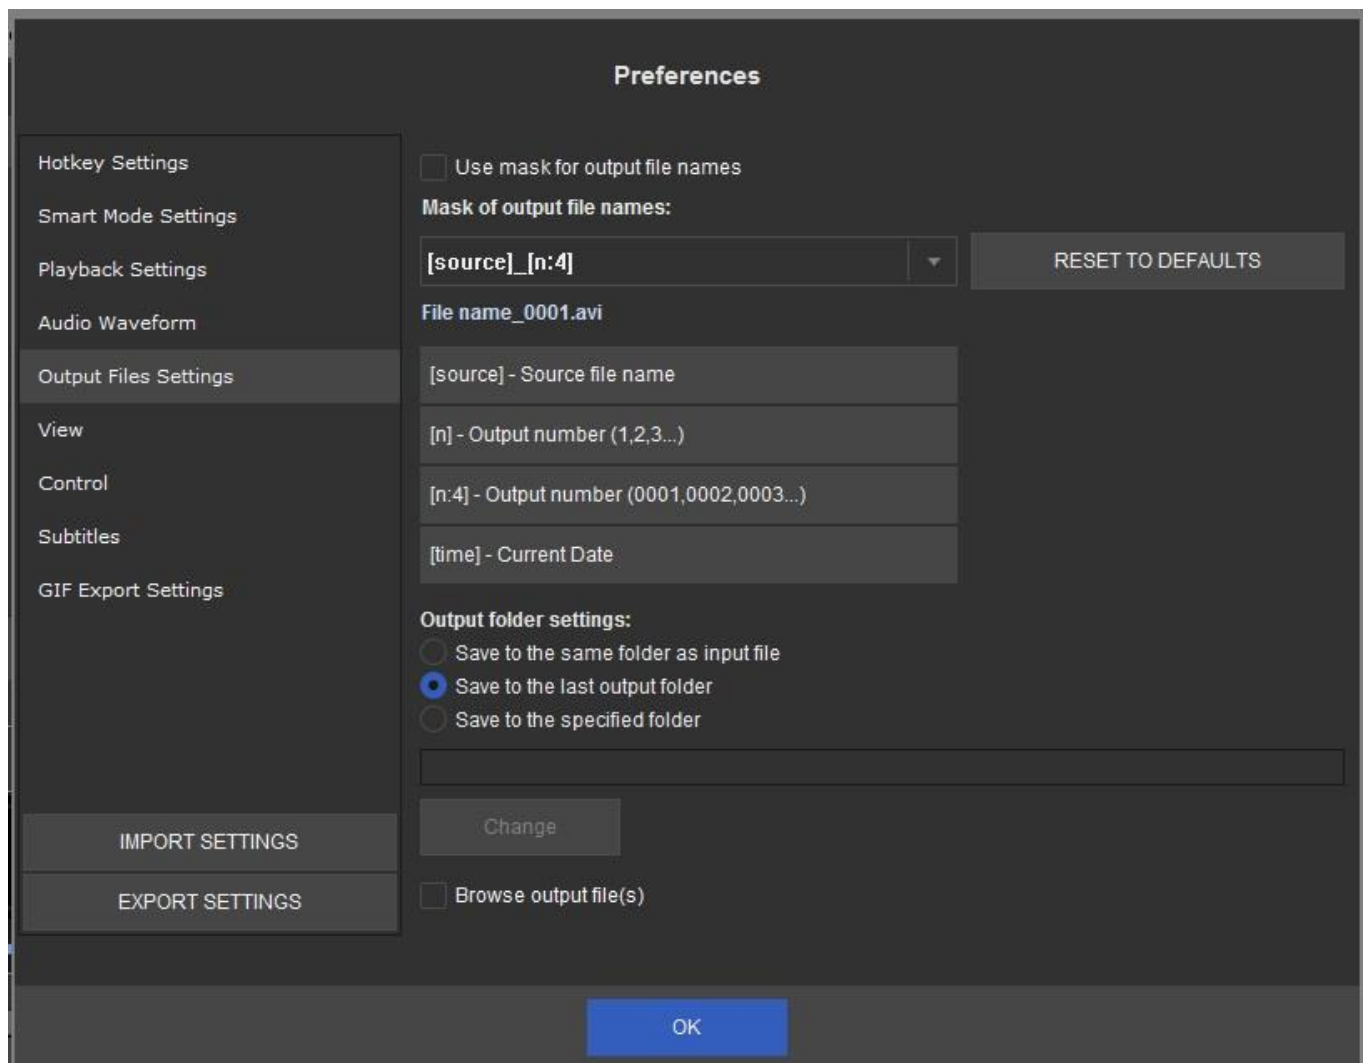 Preferences
Hotkey Settings
Smart Mode Settings
Playback Settings
Audio Waveform
Output Files Settings
View
Control
Subtitles
GIF Export Settings
IMPORT SETTINGS
EXPORT SETTINGS
Use mask for output file names
Mask of output file names:
[source]_[n:4]
RESET TO DEFAULTS
File name_0001.avi
[source] - Source file name
[n] - Output number (1,2,3...)
[n:4] - Output number (0001,0002,0003...)
[time] - Current Date
Output folder settings:
Save to the same folder as input file
Save to the last output folder
Save to the specified folder
Change
Browse output file(s)
OK